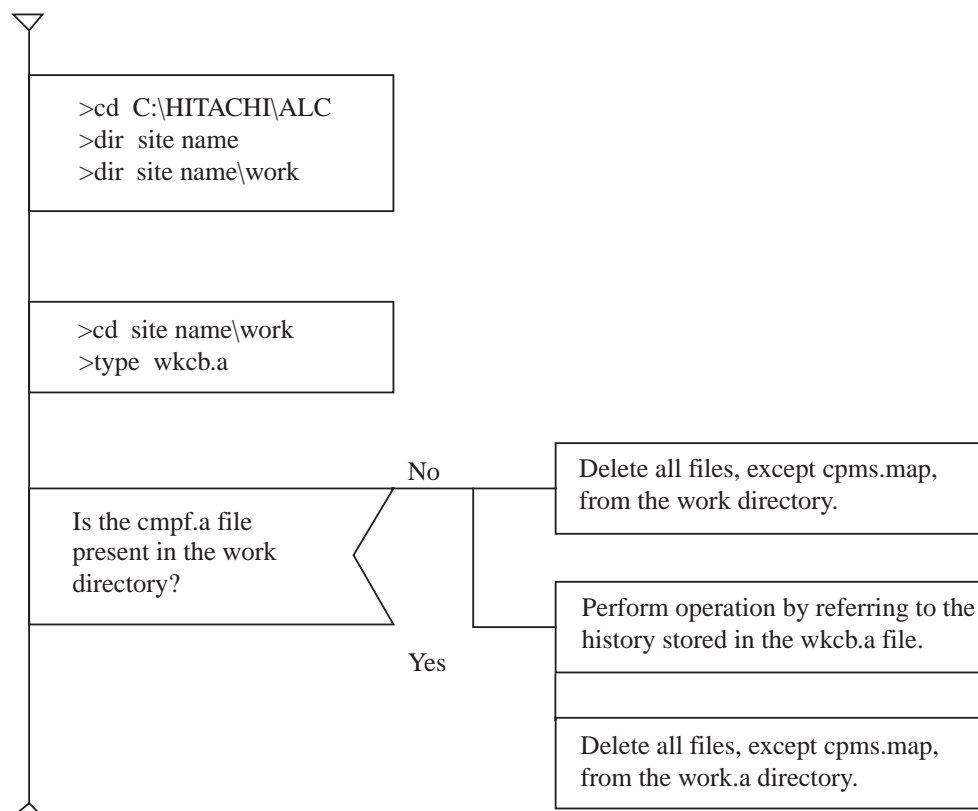 >cd C:\HITACHI\ALC
>dir site name
>dir site name\work
>cd site name\work
>type wkcb.a
Is the cmpf.a file
present in the work
directory?
No
Delete all files, except cpms.map,
from the work directory.
Perform operation by referring to the
history stored in the wkcb.a file.
Yes
Delete all files, except cpms.map,
from the work.a directory.